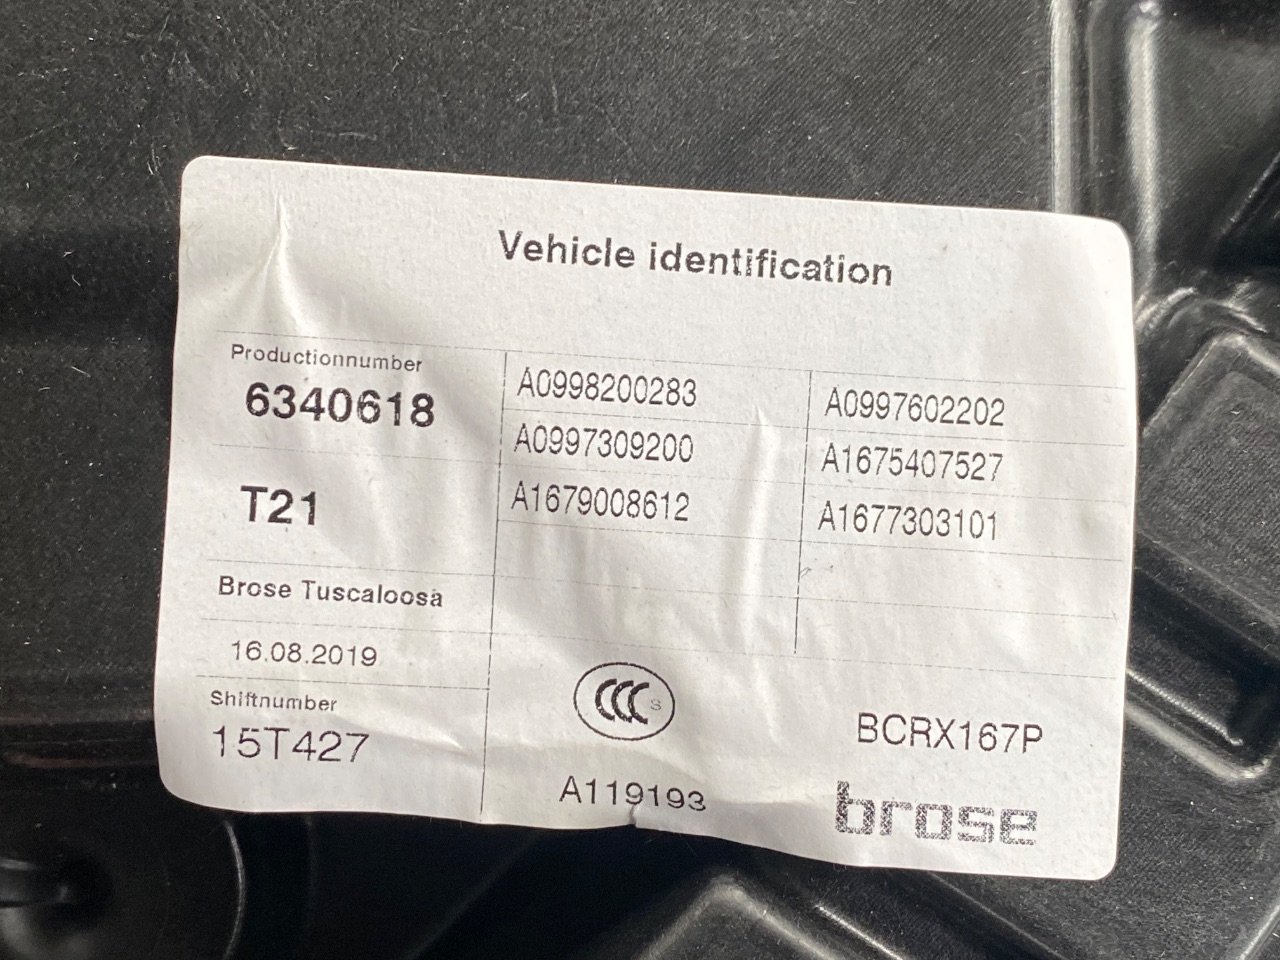 Vehicle identification
Productionnumber
6340618
T21
Brose Tuscaloosa
16.08.2019
Shiftnumber
15T427
A0998200283
A0997309200
A1679008612
A0997602202
A1675407527
A1677303101
CCC S
A119193
BCRX167P
brose